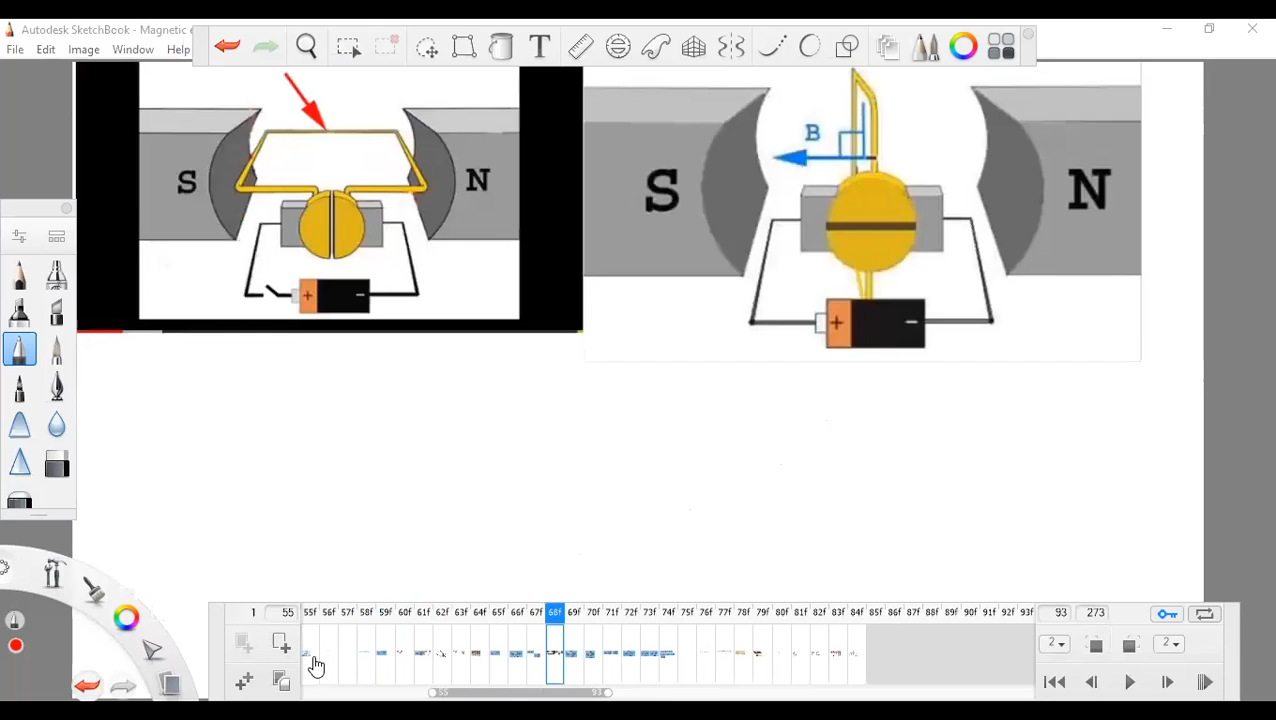 Autodesk SketchBook - Magnetic
File Edit Image Window Help
T
S N
+ -
B
S N
+ -
1 55 55f 56f 57f 58f 59f 60f 61f 62f 63f 64f 65f 66f 67f 68f 69f 70f 71f 72f 73f 74f 75f 76f 77f 78f 79f 80f 81f 82f 83f 84f 85f 86f 87f 88f 89f 90f 91f 92f 93f 93 273
2 2
55 93